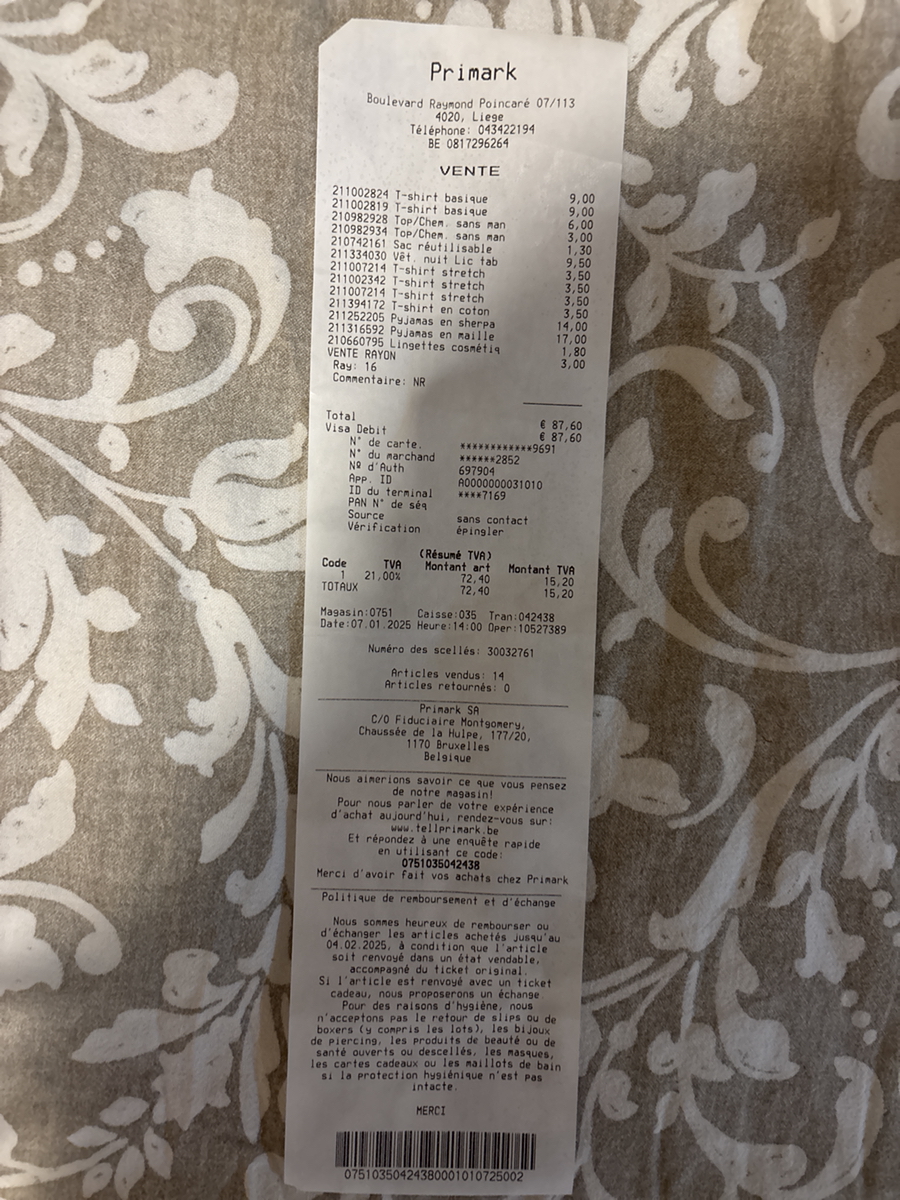 Primark
Boulevard Raymond Poincaré 07/113
4020, Liege
Téléphone: 043422194
BE 0817296264
VENTE
211002824 T-shirt basique 9,00
211002819 T-shirt basique 9,00
210982928 Top/Chem. sans man 6,00
210982934 Top/Chem. sans man 3,00
210742161 Sac réutilisable 1,30
211334030 Vêt. nuit Lic tab 9,50
211007214 T-shirt stretch 3,50
211002342 T-shirt stretch 3,50
211007214 T-shirt stretch 3,50
211394172 T-shirt en coton 3,50
211252205 Pyjamas en sherpa 14,00
211316592 Pyjamas en maille 17,00
210660795 Lingettes cosmétiq 1,80
VENTE RAYON 3,00
Ray: 16
Commentaire: NR
Total € 87,60
Visa Debit € 87,60
N° de carte. ************9691
N° du marchand ******2852
Nº d'Auth 697904
App. ID A0000000031010
ID du terminal ****7169
PAN N° de séq
Source sans contact
Vérification épingler
(Résumé TVA)
Code TVA Montant art Montant TVA
1 21,00% 72,40 15,20
TOTAUX 72,40 15,20
Magasin:0751 Caisse:035 Tran:042438
Date:07.01.2025 Heure:14:00 Oper:10527389
Numéro des scellés: 30032761
Articles vendus: 14
Articles retournés: 0
Primark SA
C/O Fiduciaire Montgomery,
Chaussée de la Hulpe, 177/20,
1170 Bruxelles
Belgique
Nous aimerions savoir ce que vous pensez
de notre magasin!
Pour nous parler de votre expérience
d'achat aujourd'hui, rendez-vous sur:
www.tellprimark.be
Et répondez à une enquête rapide
en utilisant ce code:
0751035042438
Merci d'avoir fait vos achats chez Primark
Politique de remboursement et d'échange
Nous sommes heureux de rembourser ou
d'échanger les articles achetés jusqu'au
04.02.2025, à condition que l'article
soit renvoyé dans un état vendable,
accompagné du ticket original.
Si l'article est renvoyé avec un ticket
cadeau, nous proposerons un échange
Pour des raisons d'hygiène, nous
n'acceptons pas le retour de slips ou de
boxers (y compris les lots), les bijoux
de piercing, les produits de beauté ou de
santé ouverts ou descellés, les masques,
les cartes cadeaux ou les maillots de bain
si la protection hygiénique n'est pas
intacte.
MERCI
07510350424380001010725002